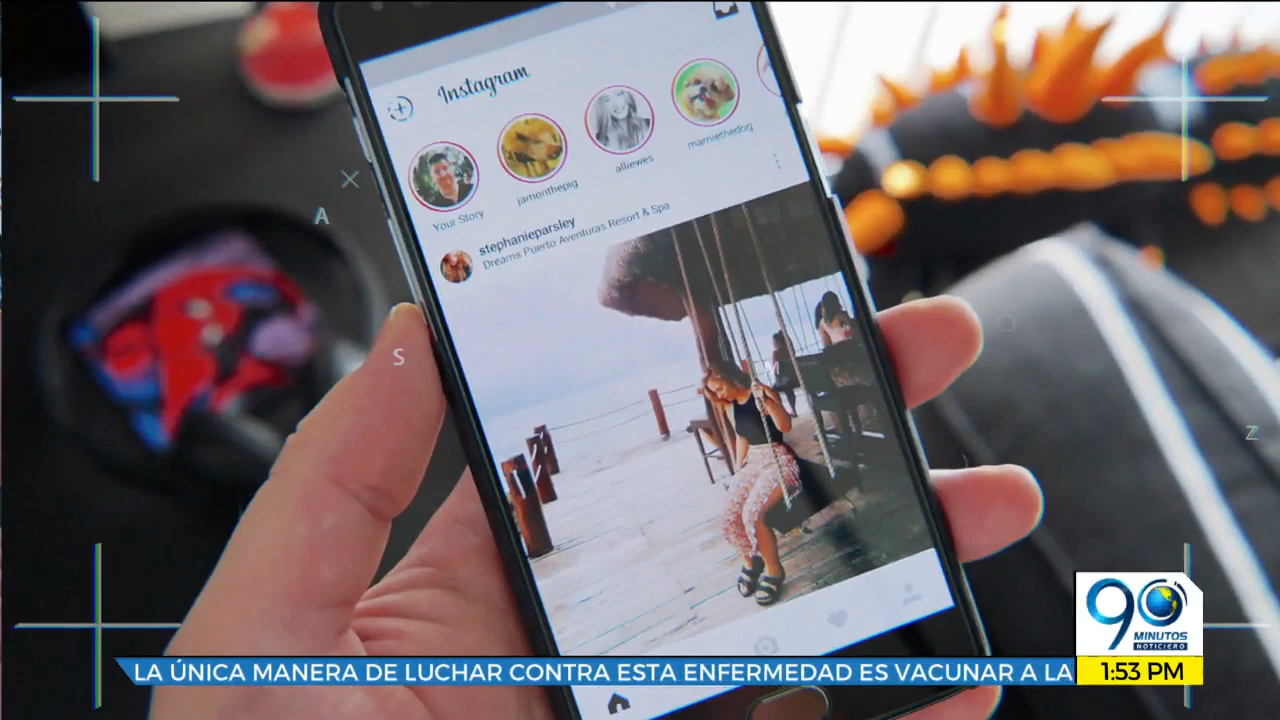 Instagram
Your Story
jamonthepig
alliewes
marniethedog
stephanieparsley
Dreams Puerto Aventuras Resort & Spa
A
S
Z
90
MINUTOS
NOTICIERO
LA ÚNICA MANERA DE LUCHAR CONTRA ESTA ENFERMEDAD ES VACUNAR A LA
1:53 PM